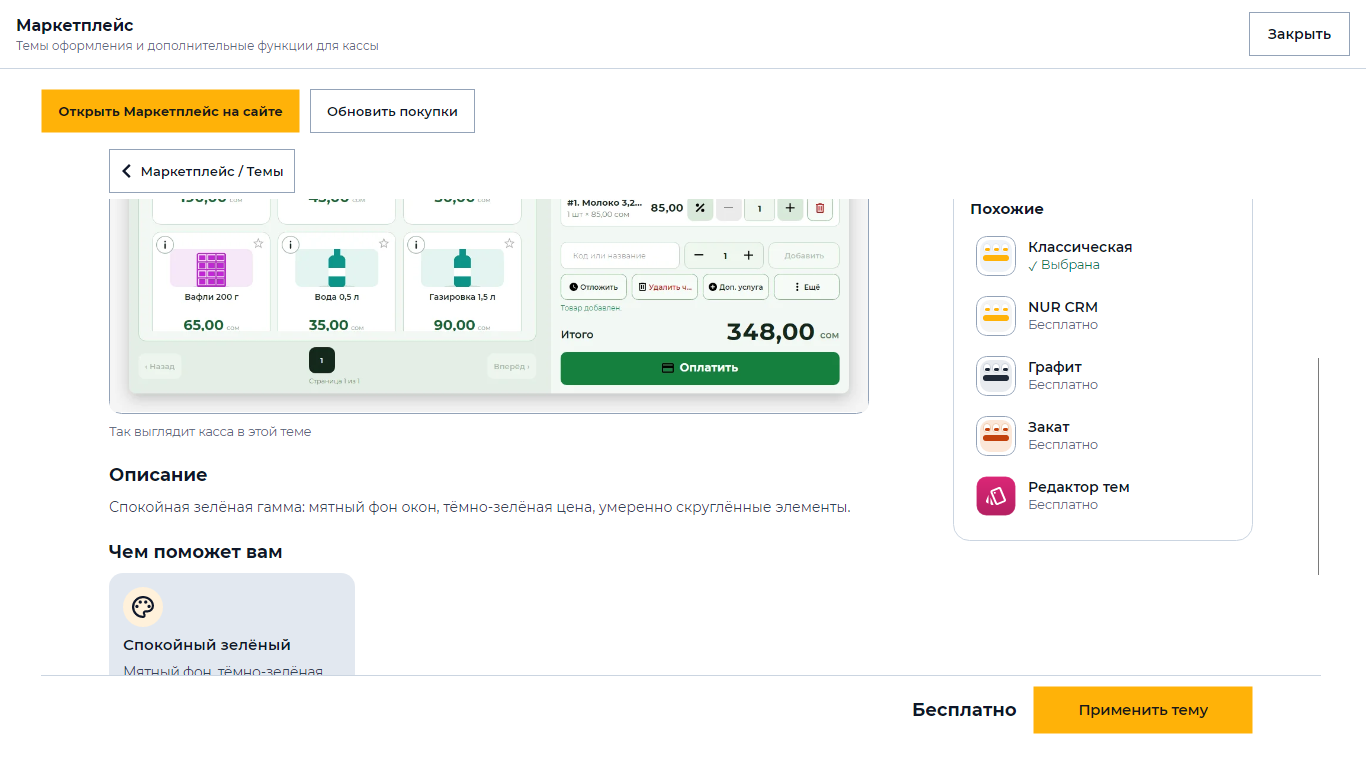 Маркетплейс
Темы оформления и дополнительные функции для кассы
Закрыть
Открыть Маркетплейс на сайте
Обновить покупки
Маркетплейс / Темы
#1. Молоко 3,2...
1 шт × 85,00 сом
85,00
1
Вафли 200 г
65,00 сом
Вода 0,5 л
35,00 сом
Газировка 1,5 л
90,00 сом
Код или название
1
Добавить
Отложить
Удалить ч...
Доп. услуга
Ещё
Товар добавлен.
Итого
348,00 сом
Оплатить
‹ Назад
1
Страница 1 из 1
Вперёд ›
Так выглядит касса в этой теме
Описание
Спокойная зелёная гамма: мятный фон окон, тёмно-зелёная цена, умеренно скруглённые элементы.
Чем поможет вам
Спокойный зелёный
Мятный фон, тёмно-зелёная
Похожие
Классическая
✓ Выбрана
NUR CRM
Бесплатно
Графит
Бесплатно
Закат
Бесплатно
Редактор тем
Бесплатно
Бесплатно
Применить тему